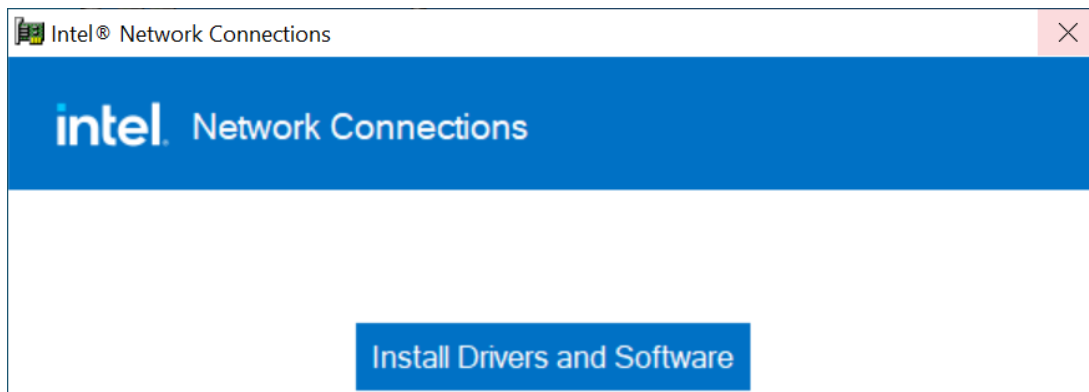 Intel® Network Connections
intel. Network Connections
Install Drivers and Software